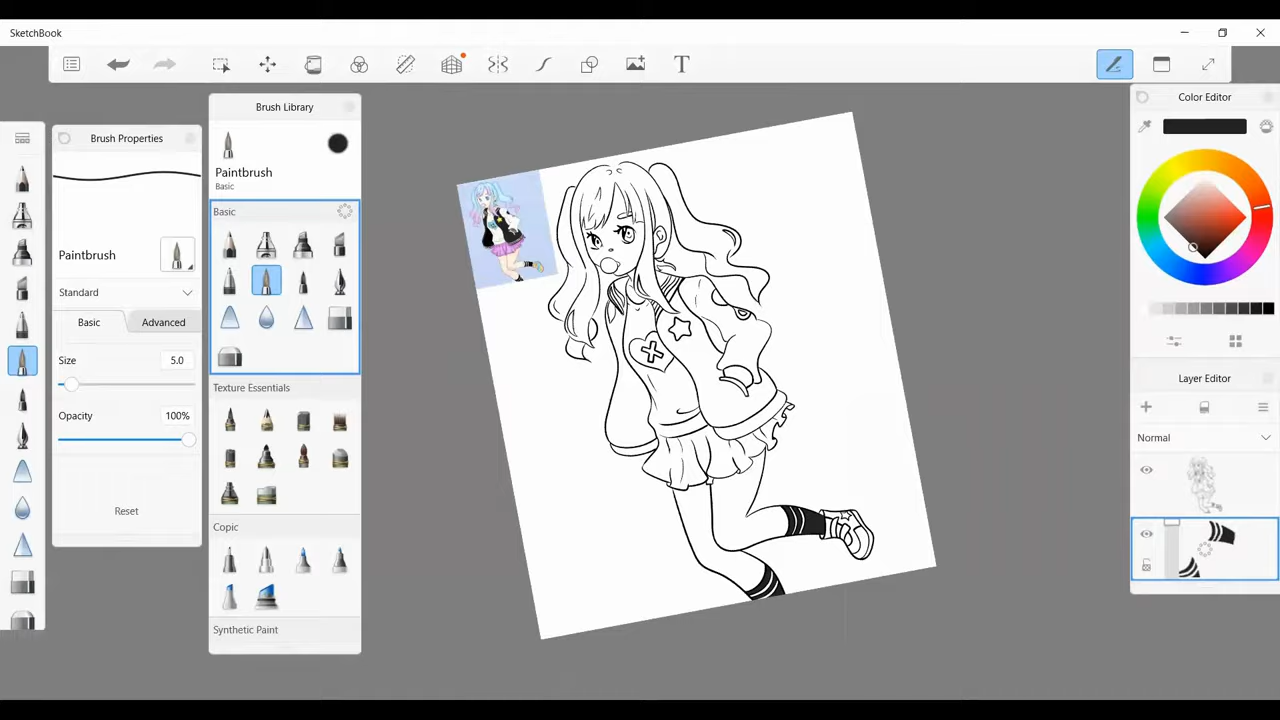 SketchBook
T
Brush Properties
Paintbrush
Standard
Basic
Advanced
Size
5.0
Opacity
100%
Reset
Brush Library
Paintbrush
Basic
Basic
Texture Essentials
Copic
Synthetic Paint
Color Editor
Layer Editor
Normal